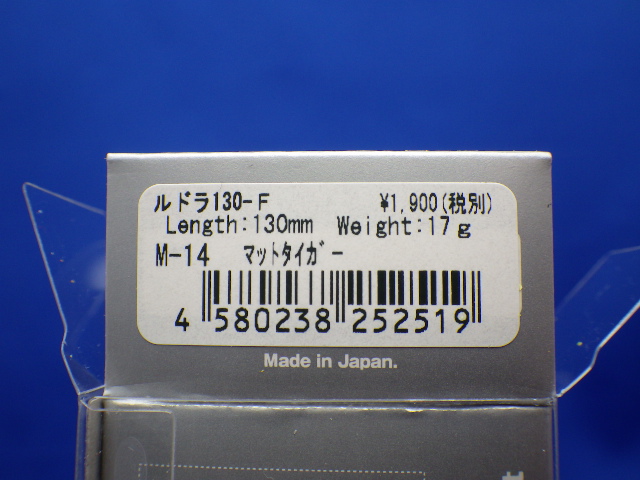 ルドラ130-F ¥1,900(税別)
Length:130mm Weight:17g
M-14 マットタイガー
4 580238 252519
Made in Japan.